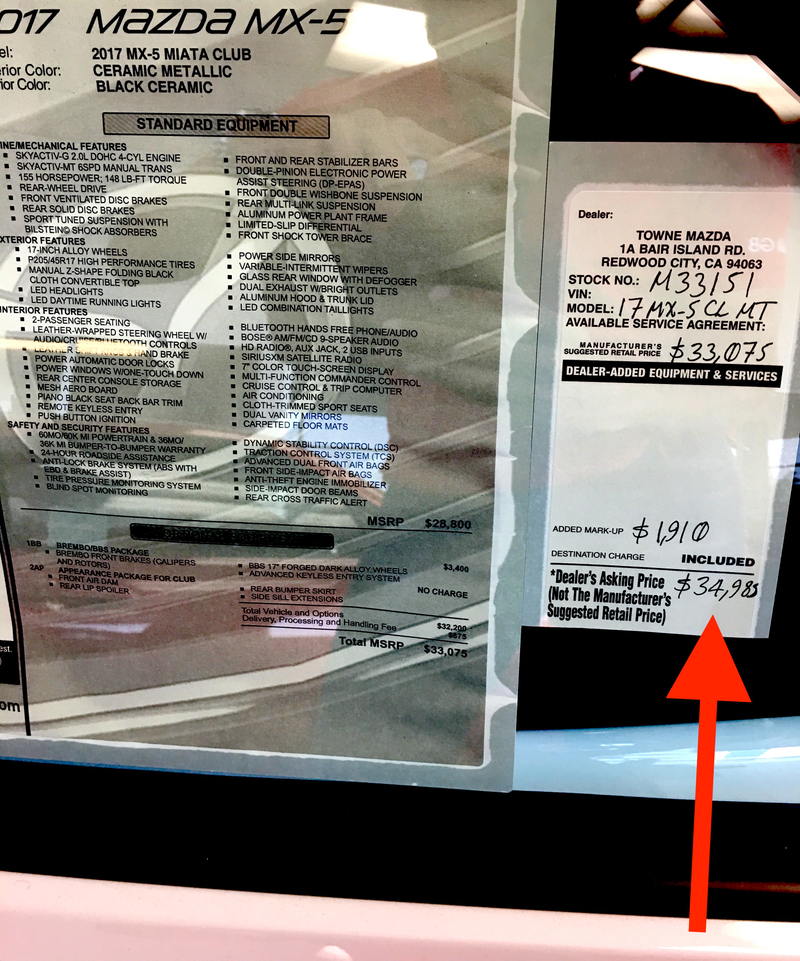 017 mazda mx-5
el: 2017 MX-5 MIATA CLUB
rior Color: CERAMIC METALLIC
ior Color: BLACK CERAMIC
STANDARD EQUIPMENT
INE/MECHANICAL FEATURES
▪ SKYACTIV-G 2.0L DOHC 4-CYL ENGINE
▪ SKYACTIV-MT 6SPD MANUAL TRANS
▪ 155 HORSEPOWER; 148 LB-FT TORQUE
▪ REAR-WHEEL DRIVE
▪ FRONT VENTILATED DISC BRAKES
▪ REAR SOLID DISC BRAKES
▪ SPORT TUNED SUSPENSION WITH
BILSTEIN© SHOCK ABSORBERS
EXTERIOR FEATURES
▪ 17-INCH ALLOY WHEELS
▪ P205/45R17 HIGH PERFORMANCE TIRES
▪ MANUAL Z-SHAPE FOLDING BLACK
CLOTH CONVERTIBLE TOP
▪ LED HEADLIGHTS
▪ LED DAYTIME RUNNING LIGHTS
INTERIOR FEATURES
▪ 2-PASSENGER SEATING
▪ LEATHER-WRAPPED STEERING WHEEL W/
AUDIO/CRUISE/BLUETOOTH CONTROLS
▪ LEATHER AND BRAKE
▪ POWER AUTOMATIC DOOR LOCKS
▪ POWER WINDOWS W/ONE-TOUCH DOWN
▪ REAR CENTER CONSOLE STORAGE
▪ MESH AERO BOARD
▪ PIANO BLACK SEAT BACK BAR TRIM
▪ REMOTE KEYLESS ENTRY
▪ PUSH BUTTON IGNITION
SAFETY AND SECURITY FEATURES
▪ 60MO/60K MI POWERTRAIN & 36MO/
36K MI BUMPER-TO-BUMPER WARRANTY
▪ 24-HOUR ROADSIDE ASSISTANCE
▪ ANTI-LOCK BRAKE SYSTEM (ABS WITH
EBD & BRAKE ASSIST)
▪ TIRE PRESSURE MONITORING SYSTEM
▪ BLIND SPOT MONITORING
▪ FRONT AND REAR STABILIZER BARS
▪ DOUBLE-PINION ELECTRONIC POWER
ASSIST STEERING (DP-EPAS)
▪ FRONT DOUBLE WISHBONE SUSPENSION
▪ REAR MULTI-LINK SUSPENSION
▪ ALUMINUM POWER PLANT FRAME
▪ LIMITED-SLIP DIFFERENTIAL
▪ FRONT SHOCK TOWER BRACE
▪ POWER SIDE MIRRORS
▪ VARIABLE-INTERMITTENT WIPERS
▪ GLASS REAR WINDOW WITH DEFOGGER
▪ DUAL EXHAUST W/BRIGHT OUTLETS
▪ ALUMINUM HOOD & TRUNK LID
▪ LED COMBINATION TAILLIGHTS
▪ BLUETOOTH HANDS FREE PHONE/AUDIO
▪ BOSE® AM/FM/CD 9-SPEAKER AUDIO
▪ HD RADIO®, AUX JACK, 2 USB INPUTS
▪ SIRIUSXM SATELLITE RADIO
▪ 7" COLOR TOUCH-SCREEN DISPLAY
▪ MULTI-FUNCTION COMMANDER CONTROL
▪ CRUISE CONTROL & TRIP COMPUTER
▪ AIR CONDITIONING
▪ CLOTH-TRIMMED SPORT SEATS
▪ DUAL VANITY MIRRORS
▪ CARPETED FLOOR MATS
▪ DYNAMIC STABILITY CONTROL (DSC)
▪ TRACTION CONTROL SYSTEM (TCS)
▪ ADVANCED DUAL FRONT AIR BAGS
▪ FRONT SIDE-IMPACT AIR BAGS
▪ ANTI-THEFT ENGINE IMMOBILIZER
▪ SIDE-IMPACT DOOR BEAMS
▪ REAR CROSS TRAFFIC ALERT
MSRP $28,800
1BB BREMBO/BBS PACKAGE $3,400
▪ BREMBO FRONT BRAKES (CALIPERS
AND ROTORS)
▪ BBS 17" FORGED DARK ALLOY WHEELS
▪ ADVANCED KEYLESS ENTRY SYSTEM
2AP APPEARANCE PACKAGE FOR CLUB NO CHARGE
▪ FRONT AIR DAM
▪ REAR LIP SPOILER
▪ REAR BUMPER SKIRT
▪ SIDE SILL EXTENSIONS
Total Vehicle and Options $32,200
Delivery, Processing and Handling Fee $875
Total MSRP $33,075
est.
om
Dealer:
TOWNE MAZDA
1A BAIR ISLAND RD.
REDWOOD CITY, CA 94063
STOCK NO.: M33151
VIN:
MODEL: 17 MX-5 CL MT
AVAILABLE SERVICE AGREEMENT:
MANUFACTURER'S
SUGGESTED RETAIL PRICE $33,075
DEALER-ADDED EQUIPMENT & SERVICES
ADDED MARK-UP $1,910
DESTINATION CHARGE INCLUDED
*Dealer's Asking Price $34,985
(Not The Manufacturer's
Suggested Retail Price)